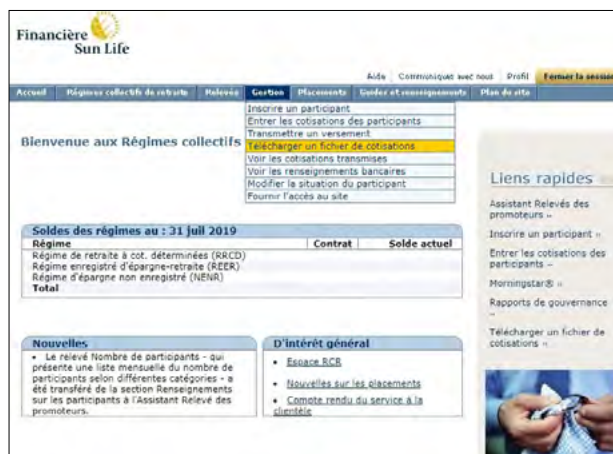 Financière
Sun Life
Aide Communiquez avec nous Profil Fermer la session
Accueil Régimes collectifs de retraite Relevés Gestion Placements Guides et renseignements Plan du site
Inscrire un participant
Entrer les cotisations des participants
Transmettre un versement
Télécharger un fichier de cotisations
Voir les cotisations transmises
Voir les renseignements bancaires
Modifier la situation du participant
Fournir l'accès au site
Bienvenue aux Régimes collectifs
Soldes des régimes au : 31 juil 2019
Régime Contrat Solde actuel
Régime de retraite à cot. déterminées (RRCD)
Régime enregistré d'épargne-retraite (REER)
Régime d'épargne non enregistré (NENR)
Total
Nouvelles
• Le relevé Nombre de participants - qui
présente une liste mensuelle du nombre de
participants selon différentes catégories - a
été transféré de la section Renseignements
sur les participants à l'Assistant Relevé des
promoteurs.
D'intérêt général
• Espace RCR
• Nouvelles sur les placements
• Compte rendu du service à la
clientèle
Liens rapides
Assistant Relevés des
promoteurs »
Inscrire un participant »
Entrer les cotisations des
participants »
Morningstar® »
Rapports de gouvernance
»
Télécharger un fichier de
cotisations »